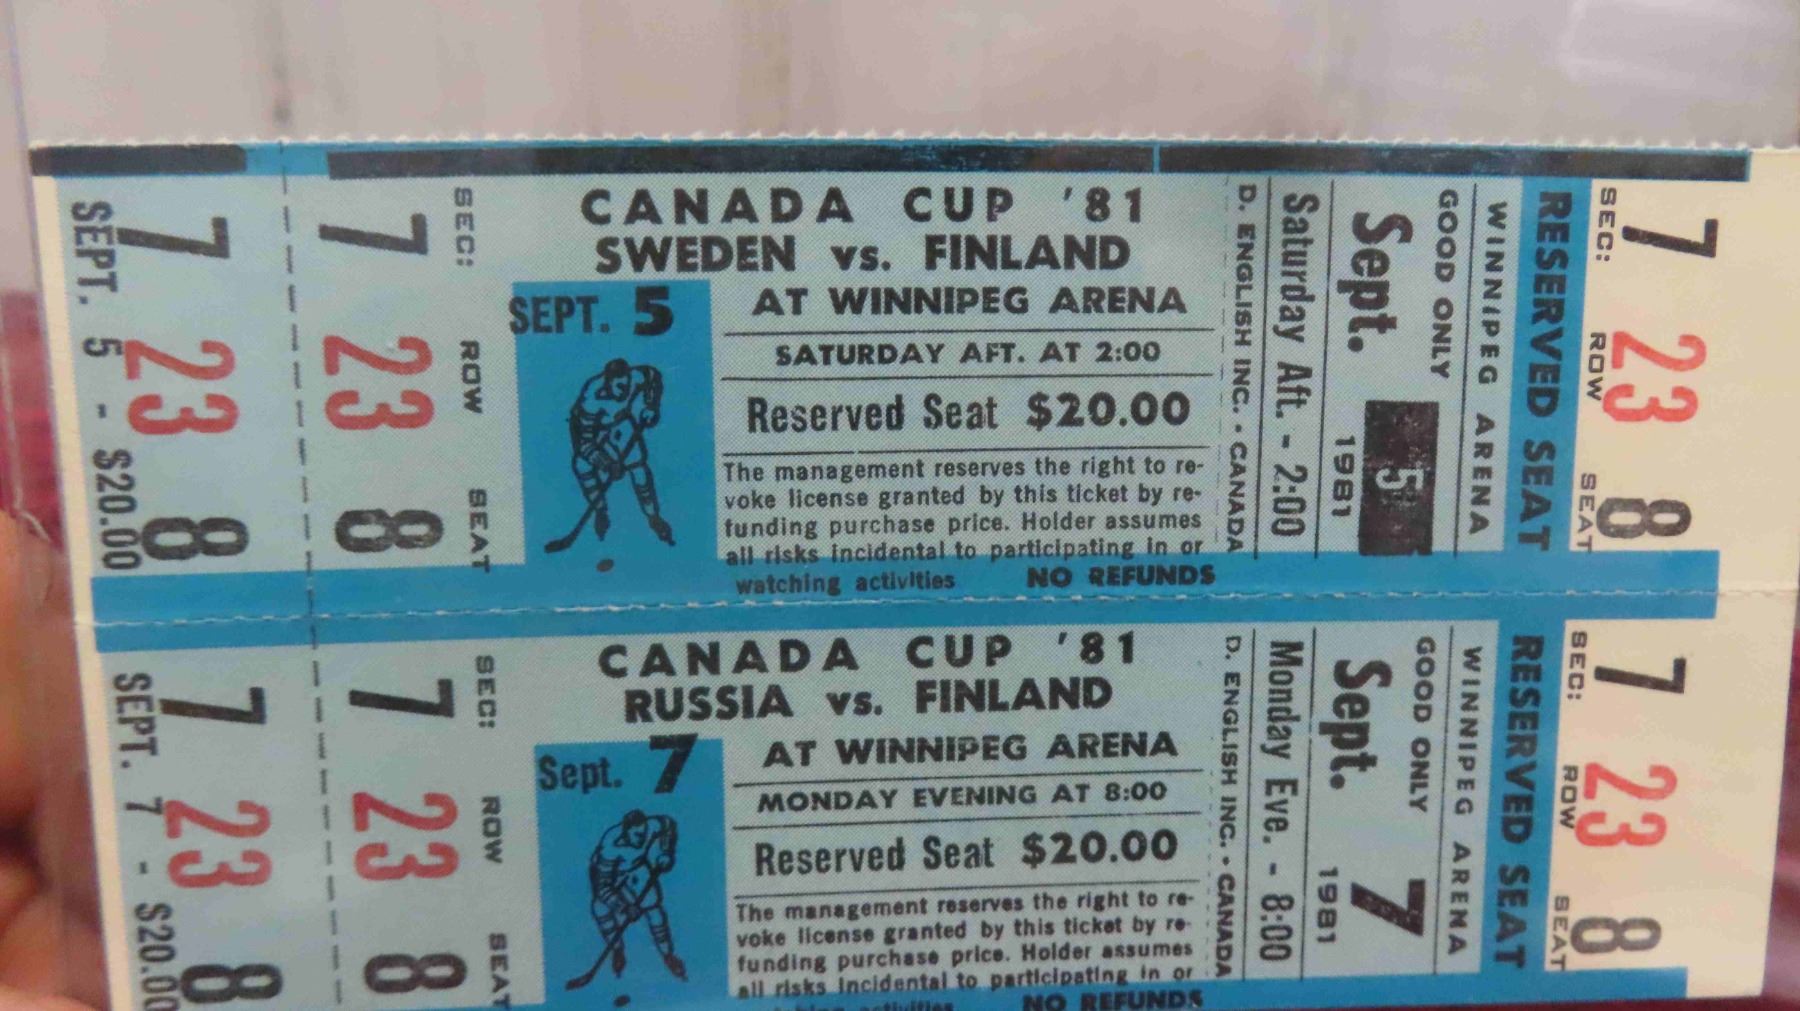 SEPT. 5 - $20.00
7 23 8
SEC: 7 ROW 23 SEAT 8
CANADA CUP '81
SWEDEN vs. FINLAND
SEPT. 5
AT WINNIPEG ARENA
SATURDAY AFT. AT 2:00
Reserved Seat $20.00
The management reserves the right to re-
voke license granted by this ticket by re-
funding purchase price. Holder assumes
all risks incidental to participating in or
watching activities NO REFUNDS
D. ENGLISH INC. - CANADA
Saturday Aft. - 2:00
Sept. 5
1981
GOOD ONLY
WINNIPEG ARENA
RESERVED SEAT
SEC: 7 ROW 23 SEAT 8
SEPT. 7 - $20.00
7 23 8
SEC: 7 ROW 23 SEAT 8
CANADA CUP '81
RUSSIA vs. FINLAND
Sept. 7
AT WINNIPEG ARENA
MONDAY EVENING AT 8:00
Reserved Seat $20.00
The management reserves the right to re-
voke license granted by this ticket by re-
funding purchase price. Holder assumes
all risks incidental to participating in or
activities NO REFUNDS
D. ENGLISH INC. - CANADA
Monday Eve. - 8:00
Sept. 7
1981
GOOD ONLY
WINNIPEG ARENA
RESERVED SEAT
SEC: 7 ROW 23 SEAT 8